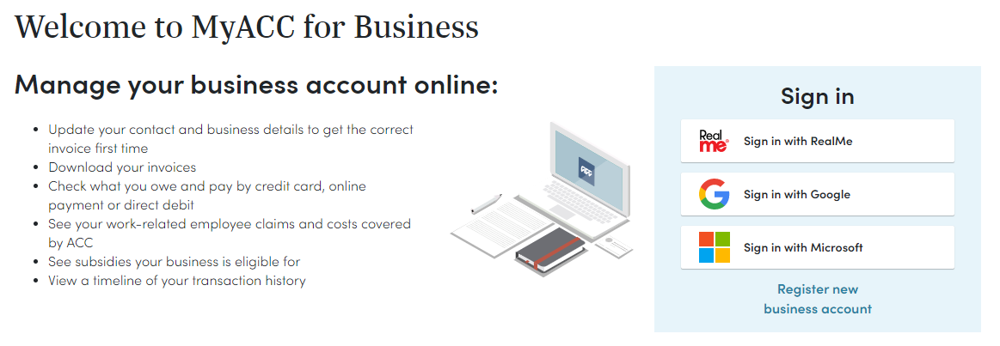 Welcome to MyACC for Business
Manage your business account online:
Update your contact and business details to get the correct
invoice first time
Download your invoices
Check what you owe and pay by credit card, online
payment or direct debit
See your work-related employee claims and costs covered
by ACC
See subsidies your business is eligible for
View a timeline of your transaction history
ACC
Sign in
Real
me
Sign in with RealMe
Sign in with Google
Sign in with Microsoft
Register new
business account